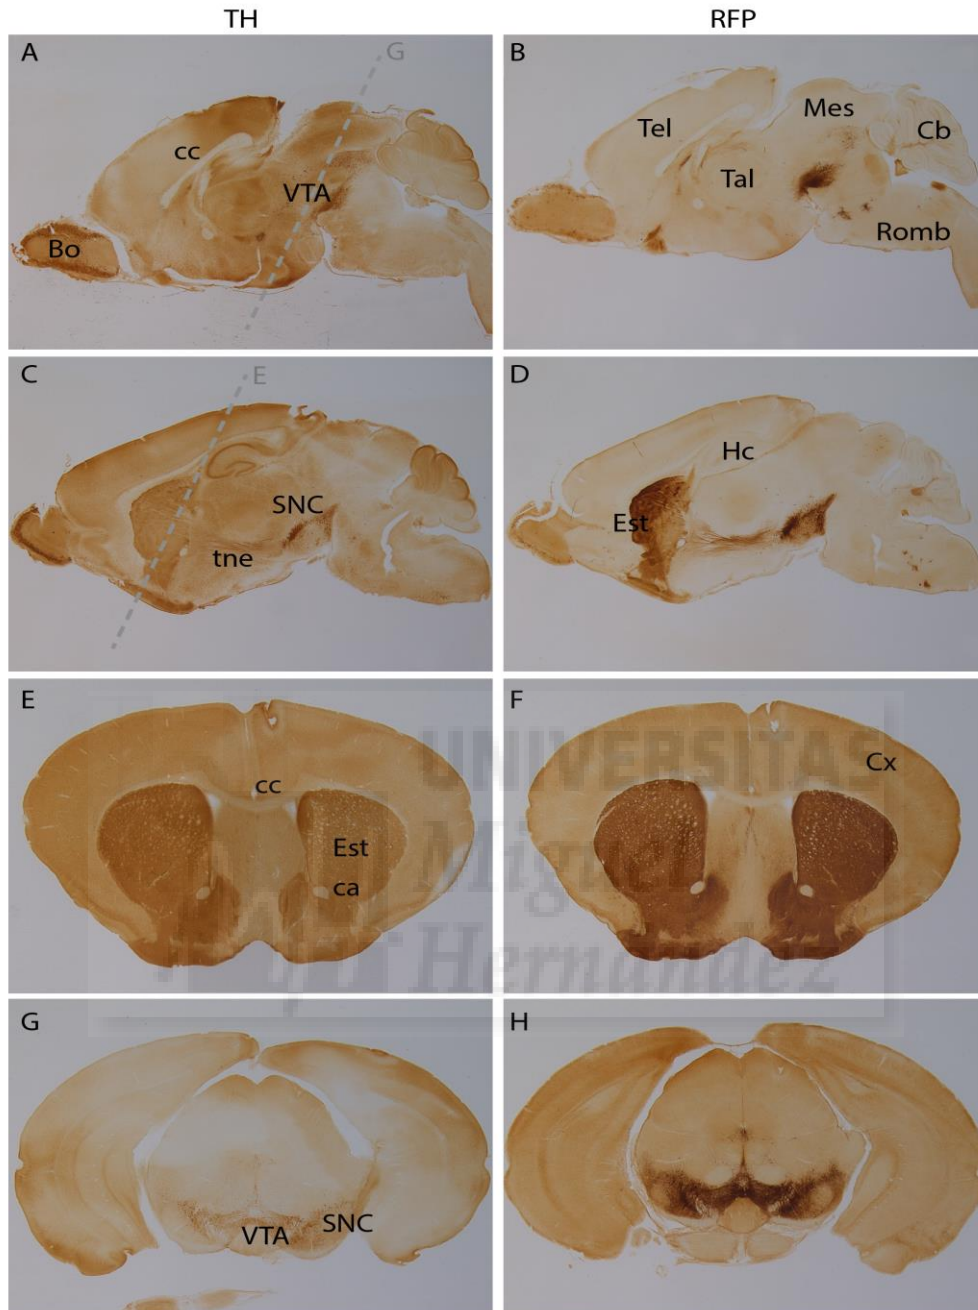 TH
RFP
A
G
cc
VTA
Bo
B
Tel
Mes
Cb
Tal
Romb
C
E
SNC
tne
D
Hc
Est
E
cc
Est
ca
F
Cx
UNIVERSITAS
Miguel
Hernández
G
VTA
SNC
H